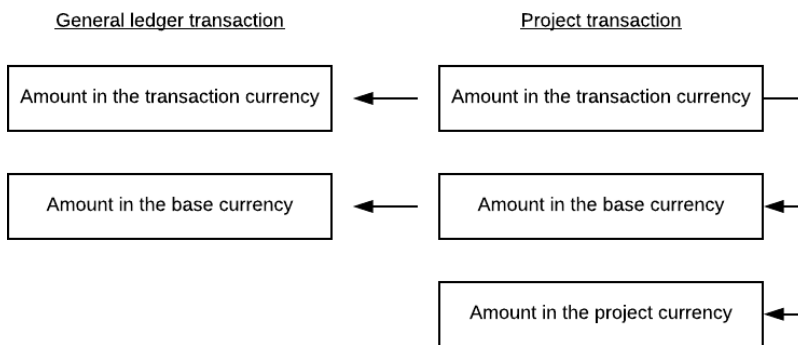 General ledger transaction
Project transaction
Amount in the transaction currency
Amount in the transaction currency
Amount in the base currency
Amount in the base currency
Amount in the project currency